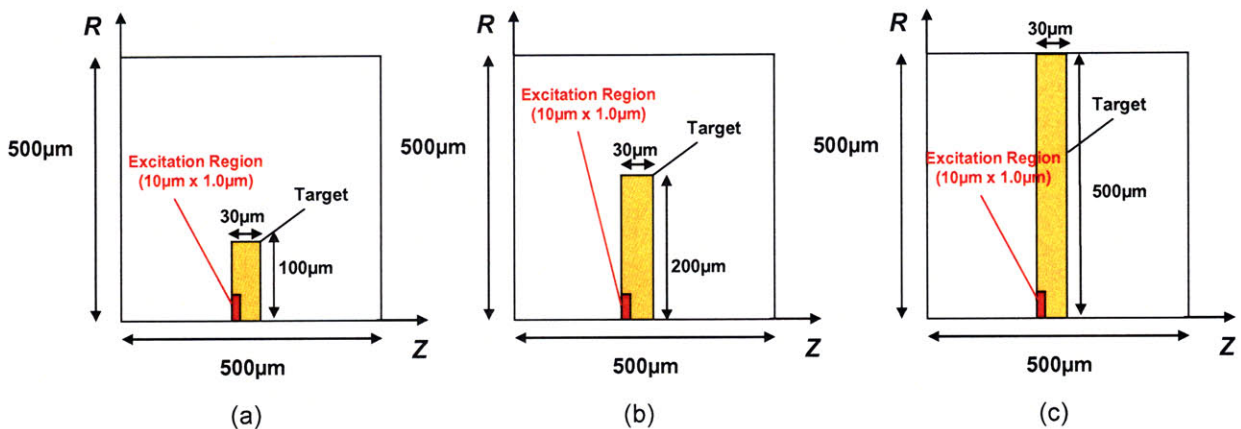 R
500µm
Excitation Region
(10µm x 1.0µm)
Target
30µm
100µm
Z
500µm
(a)
R
500µm
Excitation Region
(10µm x 1.0µm)
Target
30µm
200µm
Z
500µm
(b)
R
30µm
500µm
Target
Excitation Region
(10µm x 1.0µm)
500µm
Z
500µm
(c)